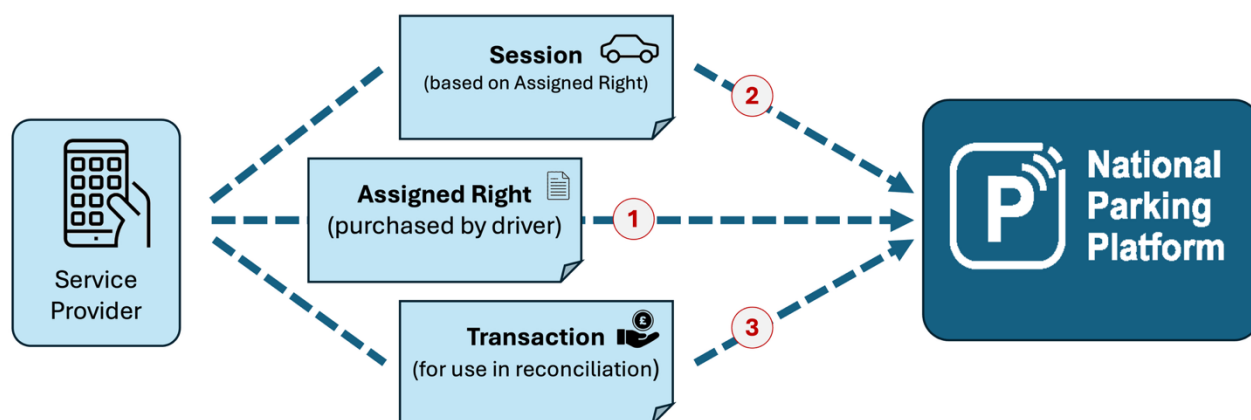 Service
Provider
Session
(based on Assigned Right)
2
Assigned Right
(purchased by driver)
1
Transaction
£
(for use in reconciliation)
3
P
National
Parking
Platform